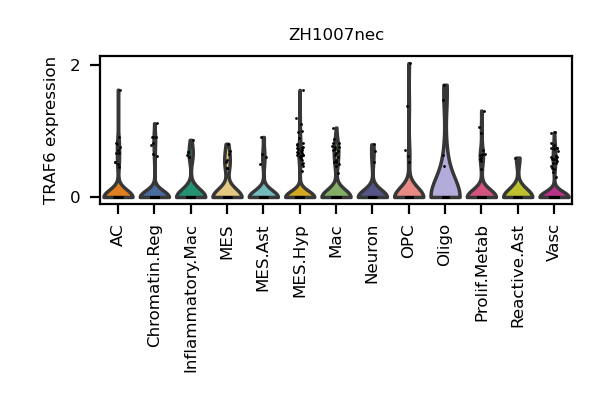 ZH1007nec
TRAF6 expression
2
0
AC
Chromatin.Reg
Inflammatory.Mac
MES
MES.Ast
MES.Hyp
Mac
Neuron
OPC
Oligo
Prolif.Metab
Reactive.Ast
Vasc